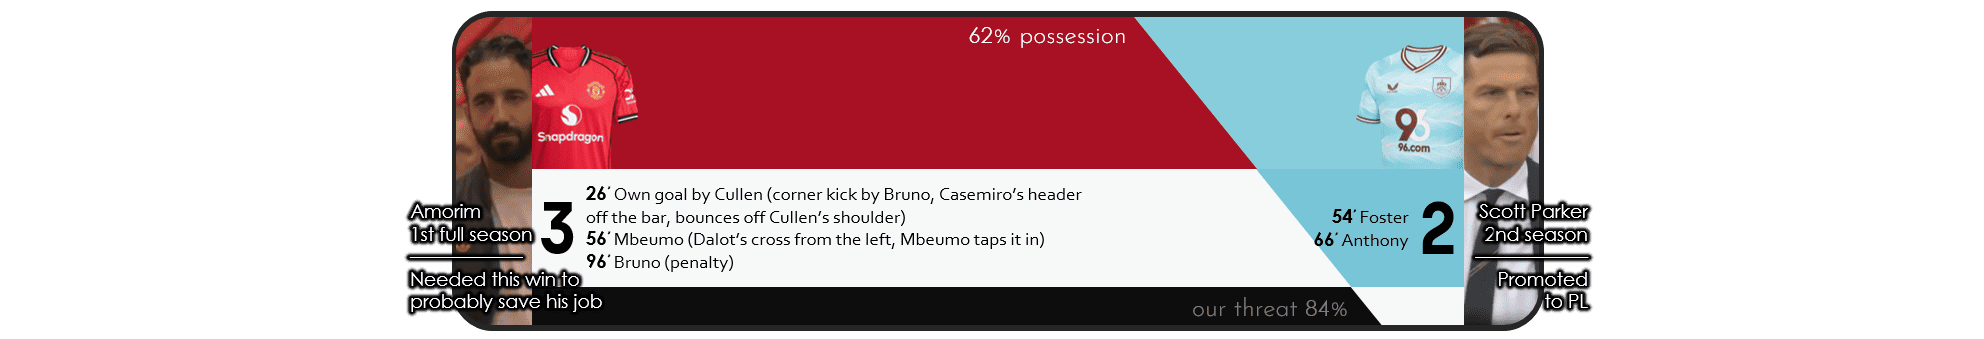 62% possession
Snapdragon
96
96.com
Amorim
1st full season
Needed this win to
probably save his job
3
26’ Own goal by Cullen (corner kick by Bruno, Casemiro’s header
off the bar, bounces off Cullen’s shoulder)
56’ Mbeumo (Dalot’s cross from the left, Mbeumo taps it in)
96’ Bruno (penalty)
54’ Foster
66’ Anthony
2
Scott Parker
2nd season
Promoted
to PL
our threat 84%